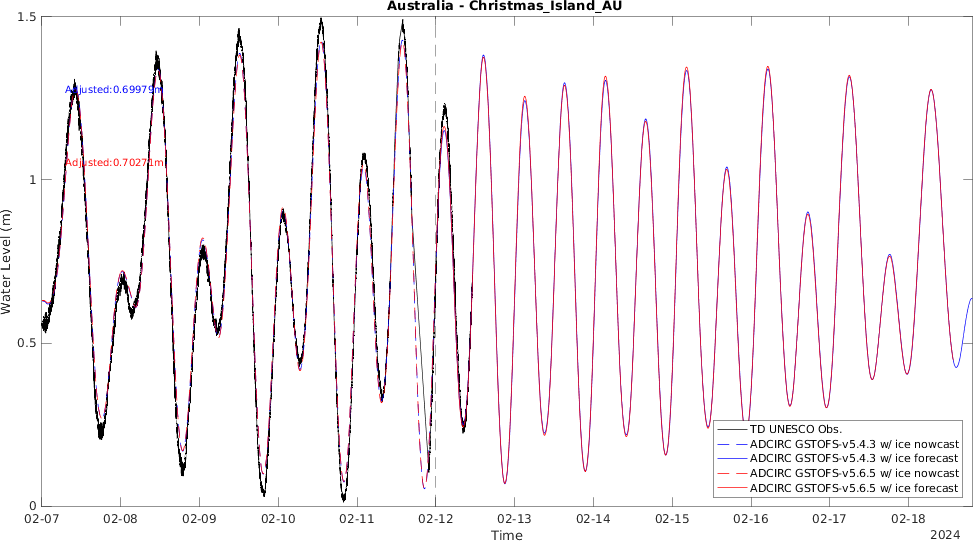 Australia - Christmas_Island_AU
1.5
Adjusted:0.69979m
Adjusted:0.70271m
1
Water Level (m)
0.5
0
TD UNESCO Obs.
ADCIRC GSTOFS-v5.4.3 w/ ice nowcast
ADCIRC GSTOFS-v5.4.3 w/ ice forecast
ADCIRC GSTOFS-v5.6.5 w/ ice nowcast
ADCIRC GSTOFS-v5.6.5 w/ ice forecast
02-07 02-08 02-09 02-10 02-11 02-12 02-13 02-14 02-15 02-16 02-17 02-18
Time
2024